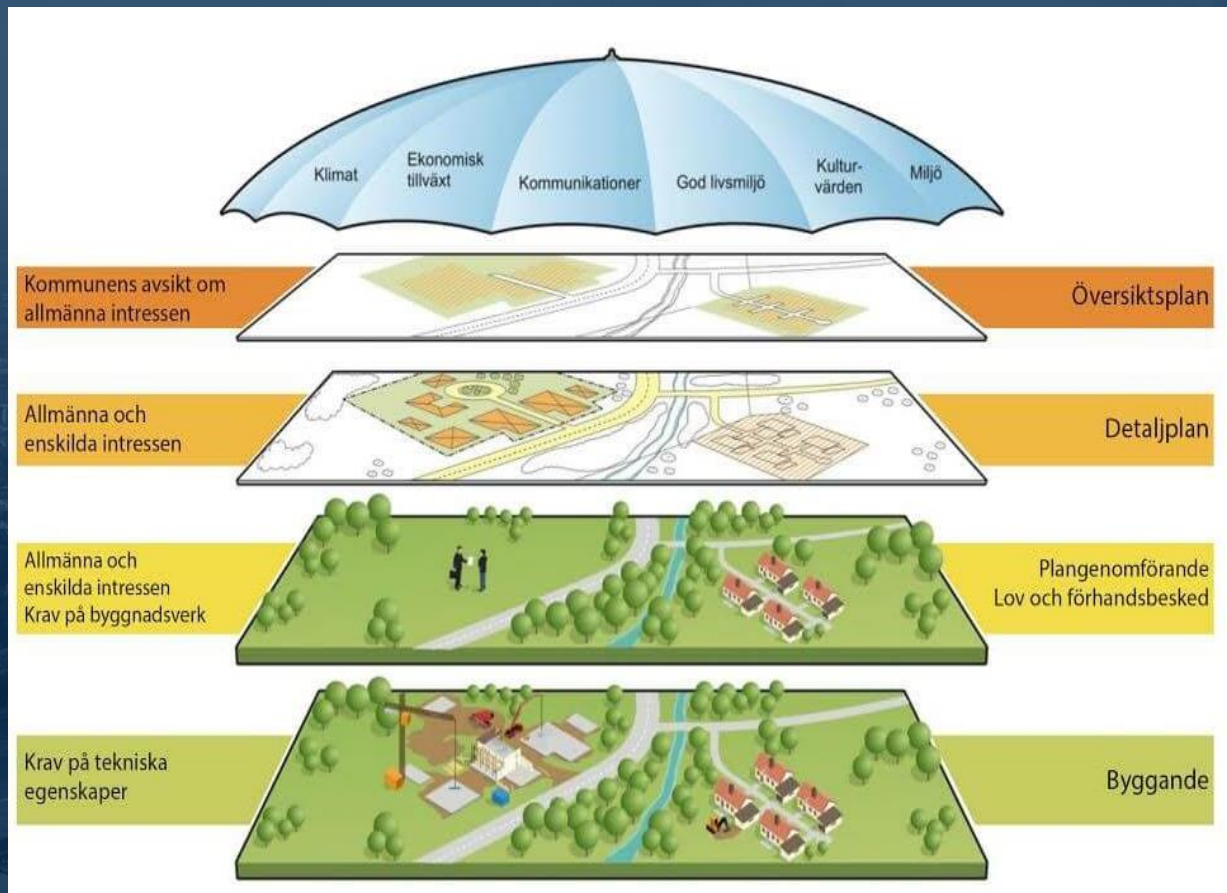 Klimat
Ekonomisk
tillväxt
Kommunikationer
God livsmiljö
Kultur-
värden
Miljö
Kommunens avsikt om
allmänna intressen
Översiktsplan
Allmänna och
enskilda intressen
Detaljplan
Allmänna och
enskilda intressen
Krav på byggnadsverk
Plangenomförande
Lov och förhandsbesked
Krav på tekniska
egenskaper
Byggande